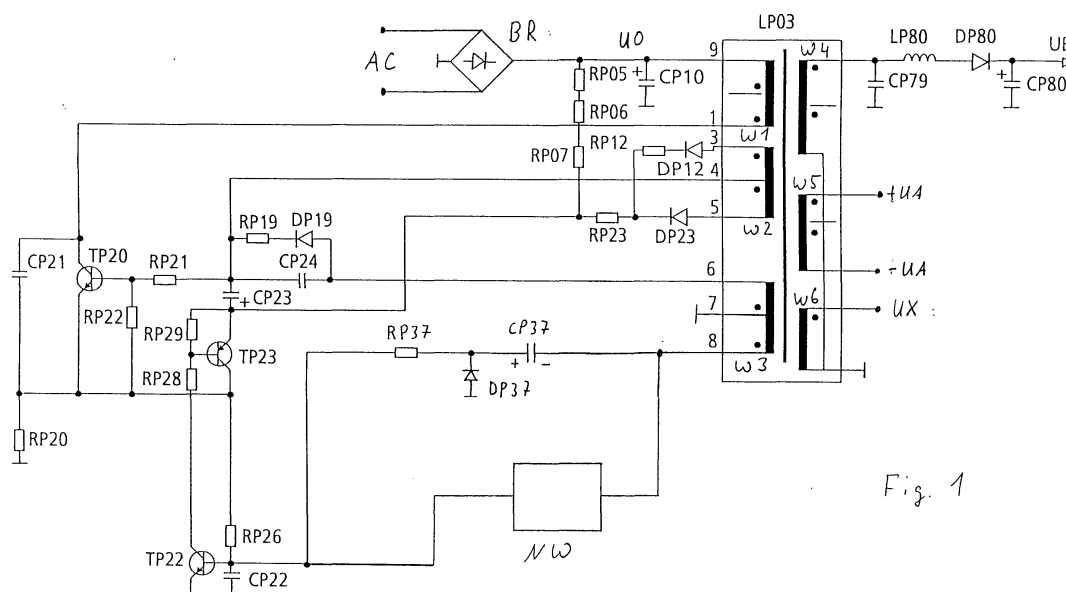 LP03
BR
UO
9
W4
LP80
DP80
UB
AC
RP05
+
CP10
CP79
+
CP80
RP06
1
W1
RP07
RP12
3
DP12
4
W5
+UA
5
RP19
DP19
RP23
DP23
W2
CP21
TP20
RP21
CP24
6
-UA
CP23
+
W6
UX
RP22
RP29
7
RP37
CP37
8
TP23
+
-
W3
RP28
DP37
RP20
Fig. 1
RP26
NW
TP22
CP22